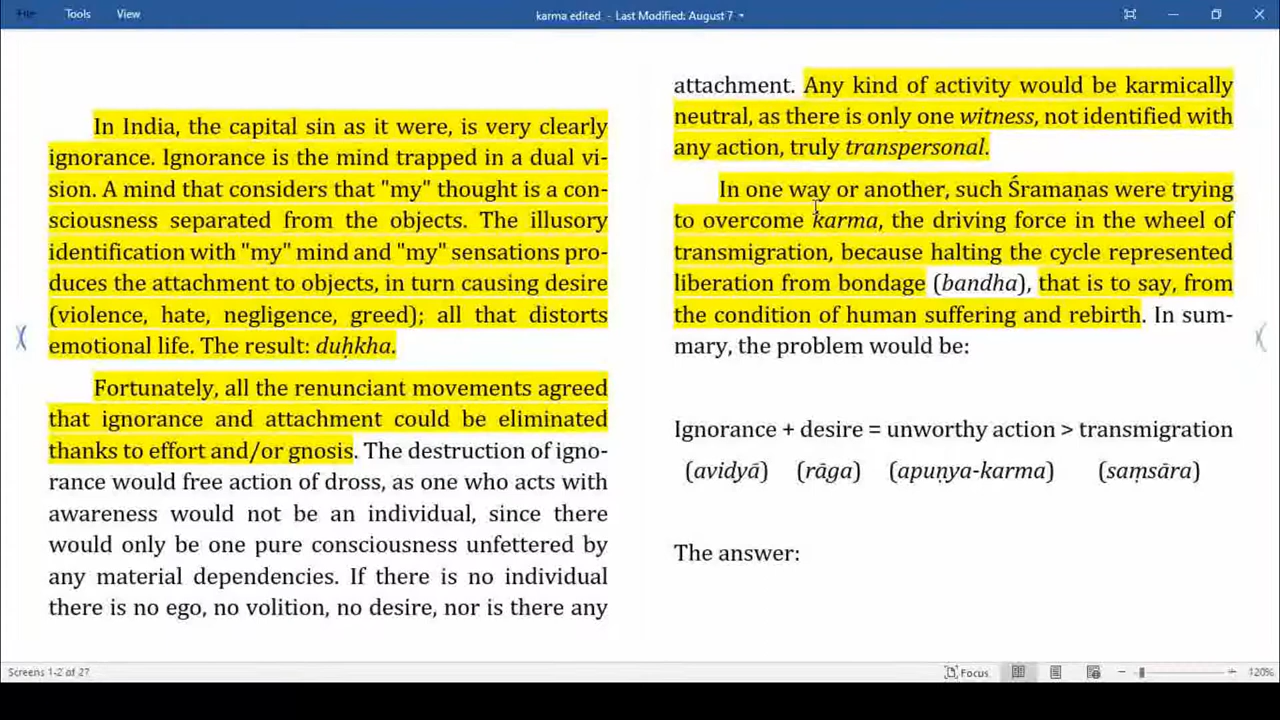 File Tools View karma edited - Last Modified: August 7
In India, the capital sin as it were, is very clearly
ignorance. Ignorance is the mind trapped in a dual vi-
sion. A mind that considers that "my" thought is a con-
sciousness separated from the objects. The illusory
identification with "my" mind and "my" sensations pro-
duces the attachment to objects, in turn causing desire
(violence, hate, negligence, greed); all that distorts
emotional life. The result: duḥkha.
Fortunately, all the renunciant movements agreed
that ignorance and attachment could be eliminated
thanks to effort and/or gnosis. The destruction of igno-
rance would free action of dross, as one who acts with
awareness would not be an individual, since there
would only be one pure consciousness unfettered by
any material dependencies. If there is no individual
there is no ego, no volition, no desire, nor is there any
attachment. Any kind of activity would be karmically
neutral, as there is only one witness, not identified with
any action, truly transpersonal.
In one way or another, such Śramaṇas were trying
to overcome karma, the driving force in the wheel of
transmigration, because halting the cycle represented
liberation from bondage (bandha), that is to say, from
the condition of human suffering and rebirth. In sum-
mary, the problem would be:
Ignorance + desire = unworthy action > transmigration
(avidyā) (rāga) (apuṇya-karma) (saṃsāra)
The answer:
Screens 1-2 of 27 Focus 120%